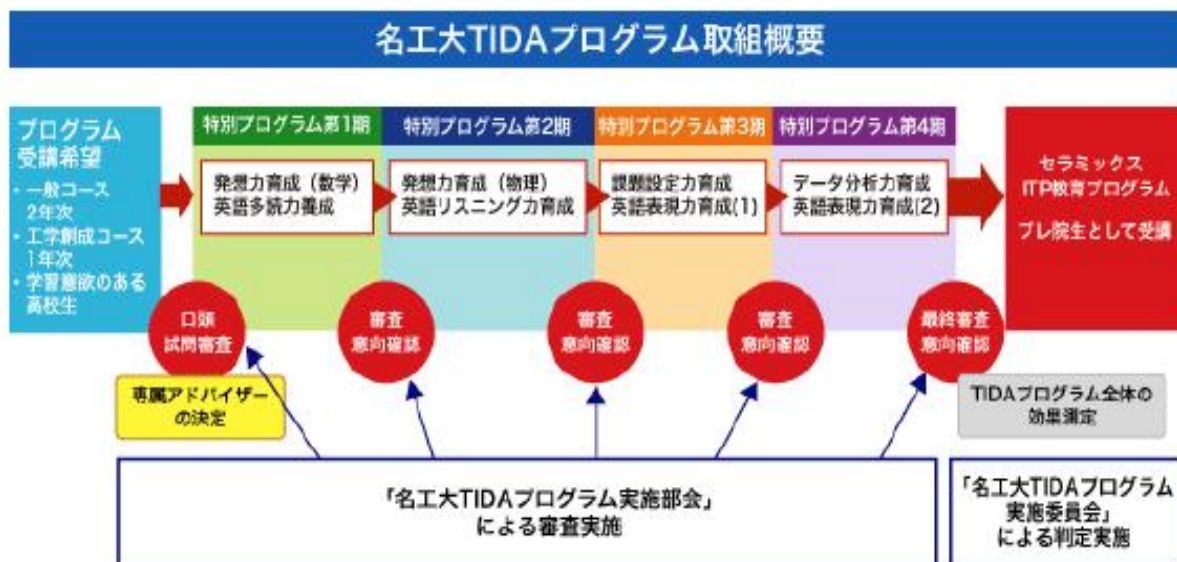 名工大TIDAプログラム取組概要
プログラム
受講希望
・一般コース
2年次
・工学創成コース
1年次
・学習意欲のある
高校生
特別プログラム第1期
発想力育成（数学）
英語多読力養成
特別プログラム第2期
発想力育成（物理）
英語リスニング力育成
特別プログラム第3期
課題設定力育成
英語表現力育成(1)
特別プログラム第4期
データ分析力育成
英語表現力育成(2)
セラミックス
ITP教育プログラム
プレ院生として受講
口頭
試問審査
審査
意向確認
審査
意向確認
審査
意向確認
最終審査
意向確認
専属アドバイザー
の決定
TIDAプログラム全体の
効果測定
「名工大TIDAプログラム実施部会」
による審査実施
「名工大TIDAプログラム
実施委員会」
による判定実施